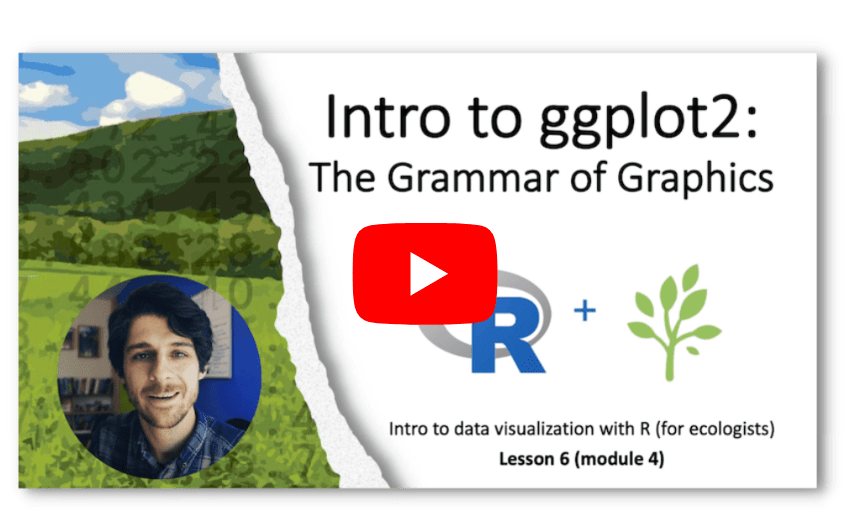 Intro to ggplot2:
The Grammar of Graphics
R +
Intro to data visualization with R (for ecologists)
Lesson 6 (module 4)